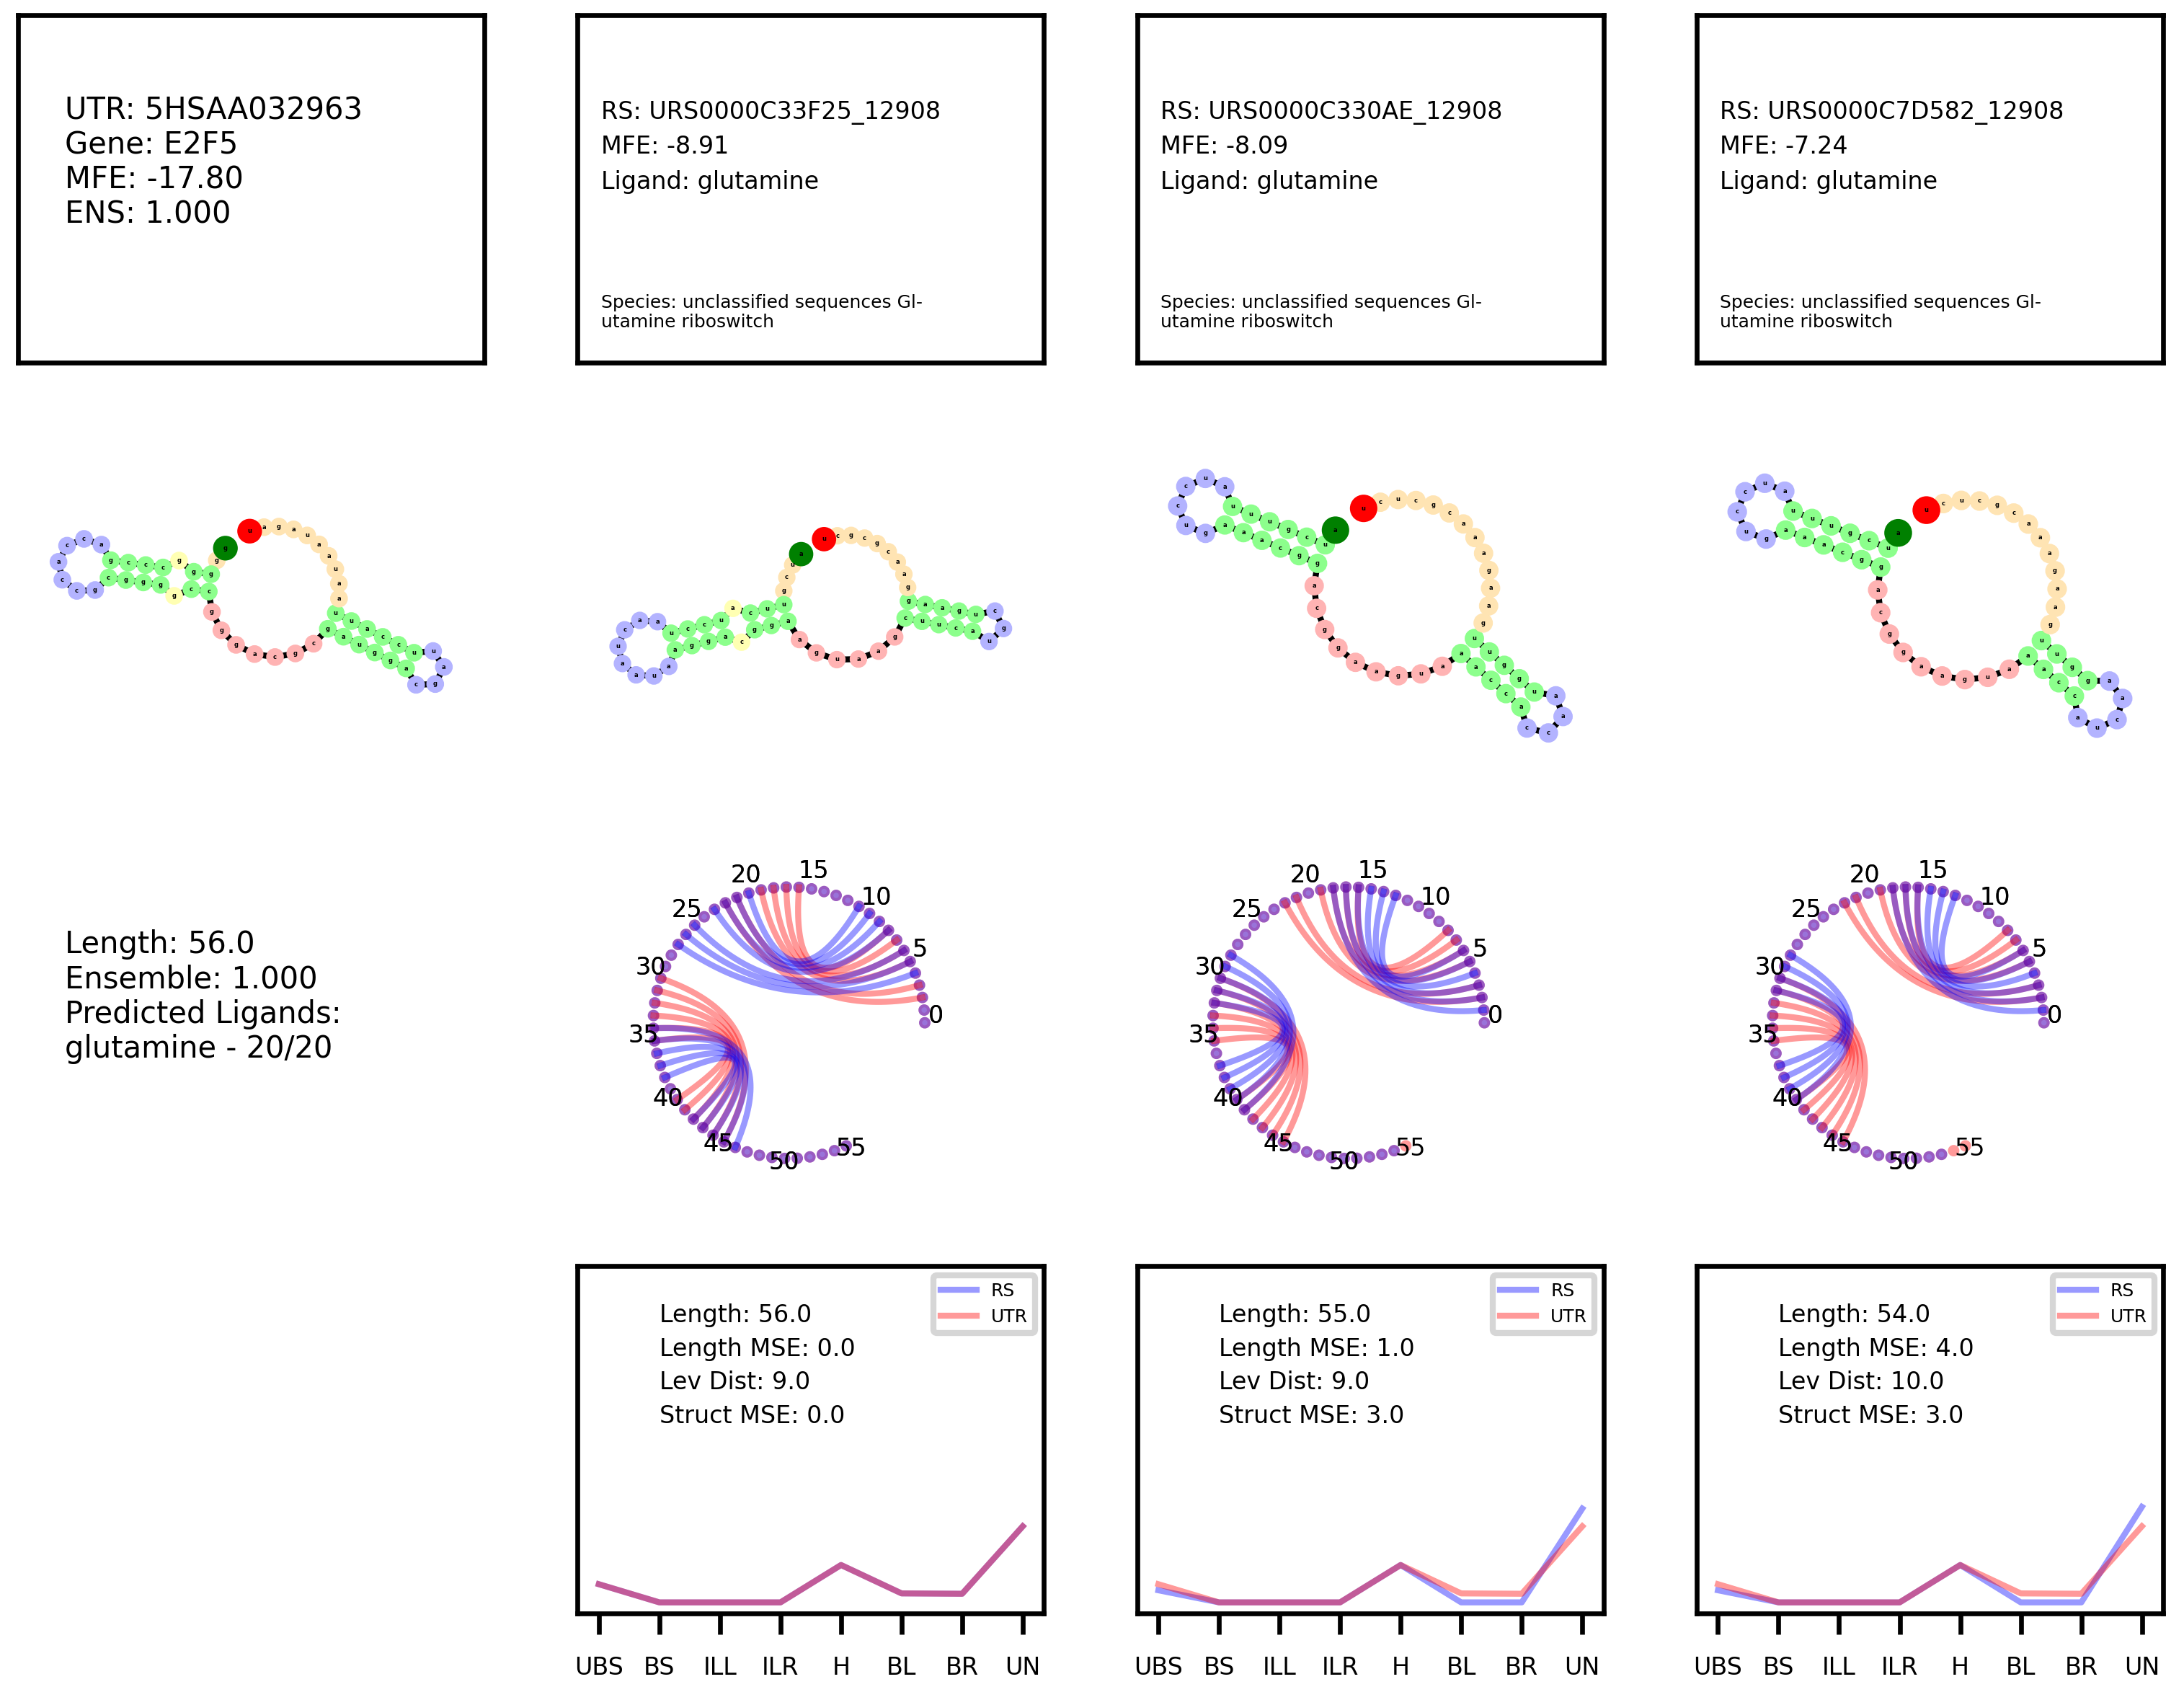 UTR: 5HSAA032963
Gene: E2F5
MFE: -17.80
ENS: 1.000
RS: URS0000C33F25_12908
MFE: -8.91
Ligand: glutamine
Species: unclassified sequences Gl-
utamine riboswitch
RS: URS0000C330AE_12908
MFE: -8.09
Ligand: glutamine
Species: unclassified sequences Gl-
utamine riboswitch
RS: URS0000C7D582_12908
MFE: -7.24
Ligand: glutamine
Species: unclassified sequences Gl-
utamine riboswitch
Length: 56.0
Ensemble: 1.000
Predicted Ligands:
glutamine - 20/20
0
5
10
15
20
25
30
35
40
45
50
55
0
5
10
15
20
25
30
35
40
45
50
55
0
5
10
15
20
25
30
35
40
45
50
55
RS
UTR
Length: 56.0
Length MSE: 0.0
Lev Dist: 9.0
Struct MSE: 0.0
UBS BS ILL ILR H BL BR UN
RS
UTR
Length: 55.0
Length MSE: 1.0
Lev Dist: 9.0
Struct MSE: 3.0
UBS BS ILL ILR H BL BR UN
RS
UTR
Length: 54.0
Length MSE: 4.0
Lev Dist: 10.0
Struct MSE: 3.0
UBS BS ILL ILR H BL BR UN